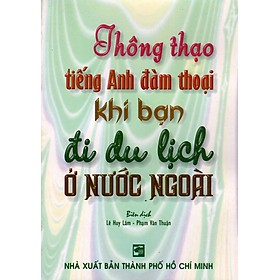 Thông thạo
tiếng Anh đàm thoại
khi bạn
đi du lịch
Ở NƯỚC NGOÀI
Biên dịch
Lê Huy Lâm - Phạm Văn Thuận
NHÀ XUẤT BẢN THÀNH PHỐ HỒ CHÍ MINH